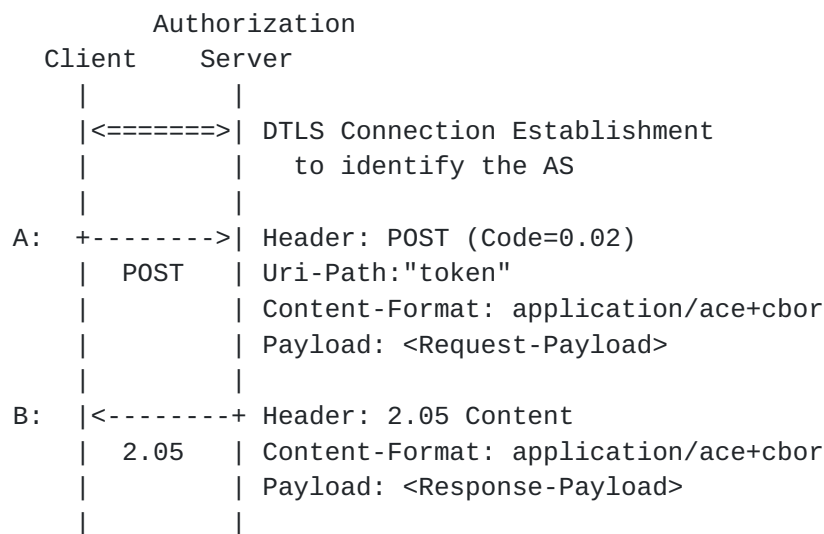 Authorization
Client    Server
|         |
|<=======>| DTLS Connection Establishment
|         |   to identify the AS
|         |
A:  +-------->| Header: POST (Code=0.02)
|  POST   | Uri-Path:"token"
|         | Content-Format: application/ace+cbor
|         | Payload: <Request-Payload>
|         |
B:  |<--------+ Header: 2.05 Content
|  2.05   | Content-Format: application/ace+cbor
|         | Payload: <Response-Payload>
|         |